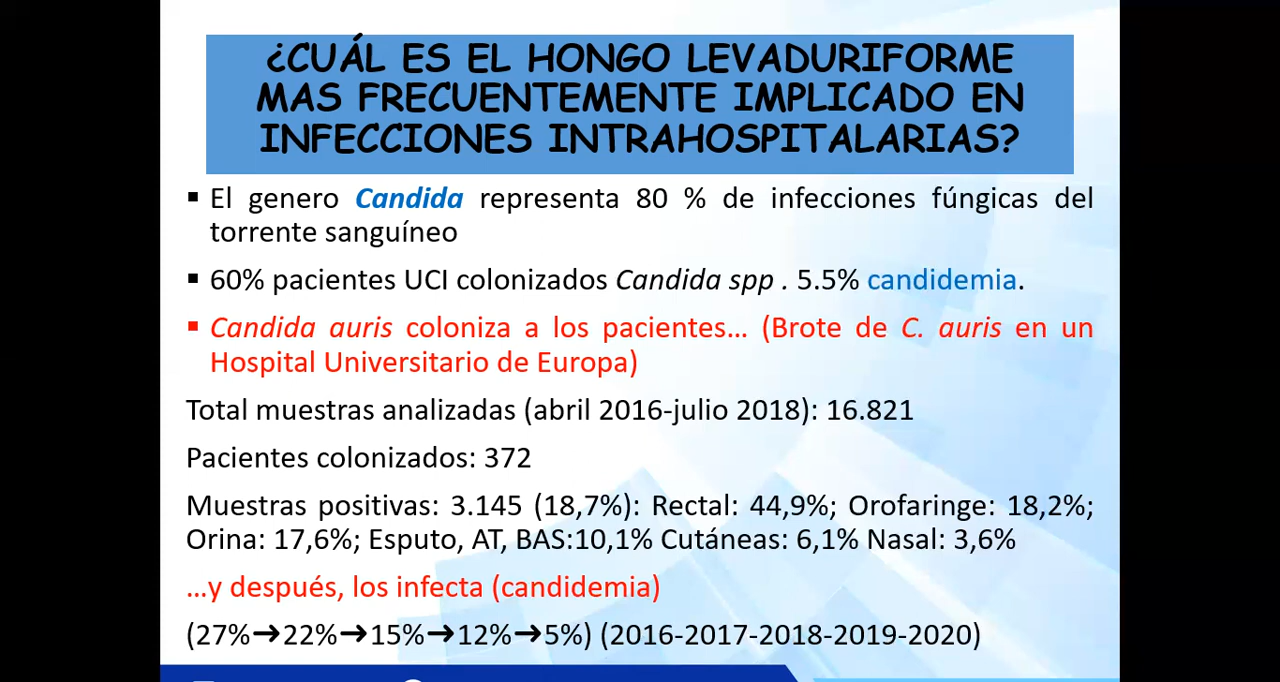 ¿CUÁL ES EL HONGO LEVADURIFORME
MAS FRECUENTEMENTE IMPLICADO EN
INFECCIONES INTRAHOSPITALARIAS?
▪ El genero Candida representa 80 % de infecciones fúngicas del
torrente sanguíneo
▪ 60% pacientes UCI colonizados Candida spp . 5.5% candidemia.
▪ Candida auris coloniza a los pacientes... (Brote de C. auris en un
Hospital Universitario de Europa)
Total muestras analizadas (abril 2016-julio 2018): 16.821
Pacientes colonizados: 372
Muestras positivas: 3.145 (18,7%): Rectal: 44,9%; Orofaringe: 18,2%;
Orina: 17,6%; Esputo, AT, BAS:10,1% Cutáneas: 6,1% Nasal: 3,6%
...y después, los infecta (candidemia)
(27%➔22%➔15%➔12%➔5%) (2016-2017-2018-2019-2020)